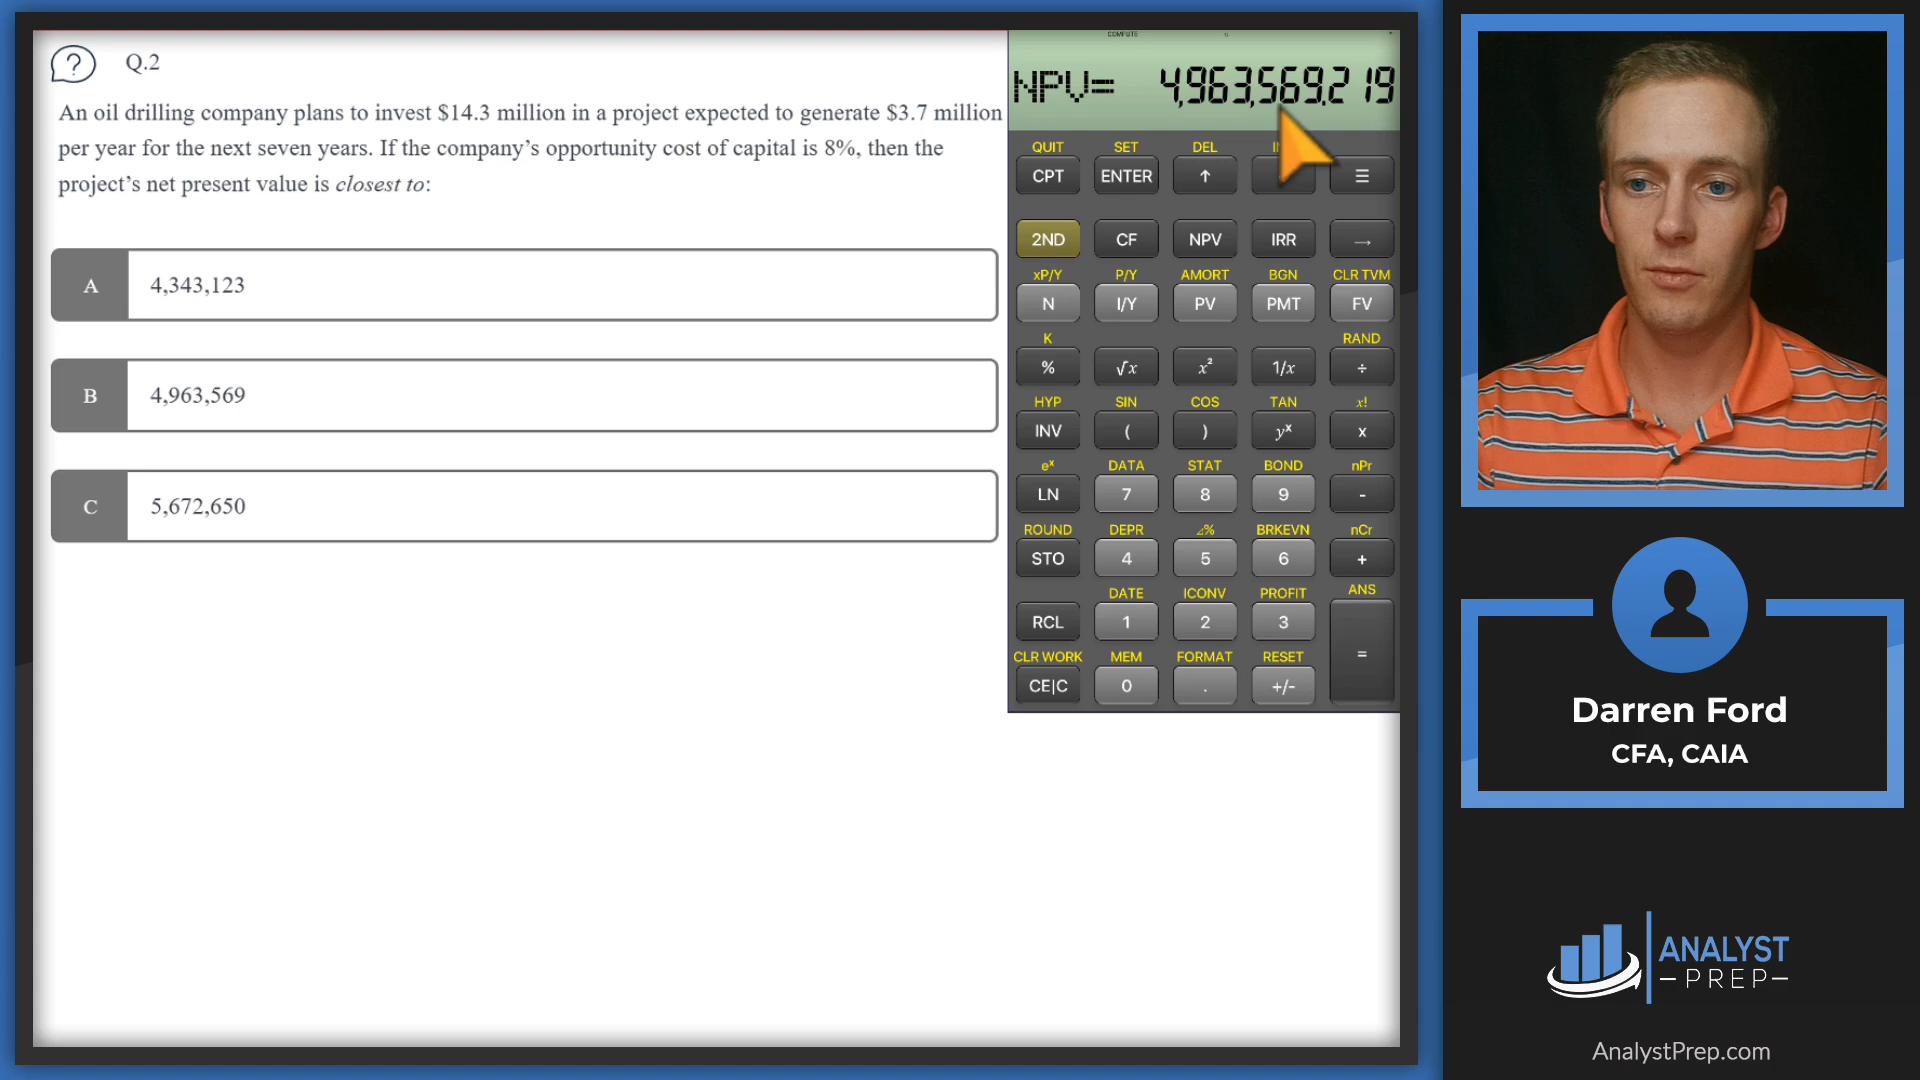 ? Q.2
An oil drilling company plans to invest $14.3 million in a project expected to generate $3.7 million
per year for the next seven years. If the company’s opportunity cost of capital is 8%, then the
project’s net present value is closest to:
A 4,343,123
B 4,963,569
C 5,672,650
COMPUTE
NPV= 4,963,569.219
QUIT SET DEL
CPT ENTER ↑ ☰
2ND CF NPV IRR →
xP/Y P/Y AMORT BGN CLR TVM
N I/Y PV PMT FV
K RAND
% √x x² 1/x ÷
HYP SIN COS TAN x!
INV ( ) yˣ x
eˣ DATA STAT BOND nPr
LN 7 8 9 -
ROUND DEPR ⊿% BRKEVN nCr
STO 4 5 6 +
DATE ICONV PROFIT ANS
RCL 1 2 3 =
CLR WORK MEM FORMAT RESET
CE|C 0 . +/-
Darren Ford
CFA, CAIA
ANALYST
PREP
AnalystPrep.com